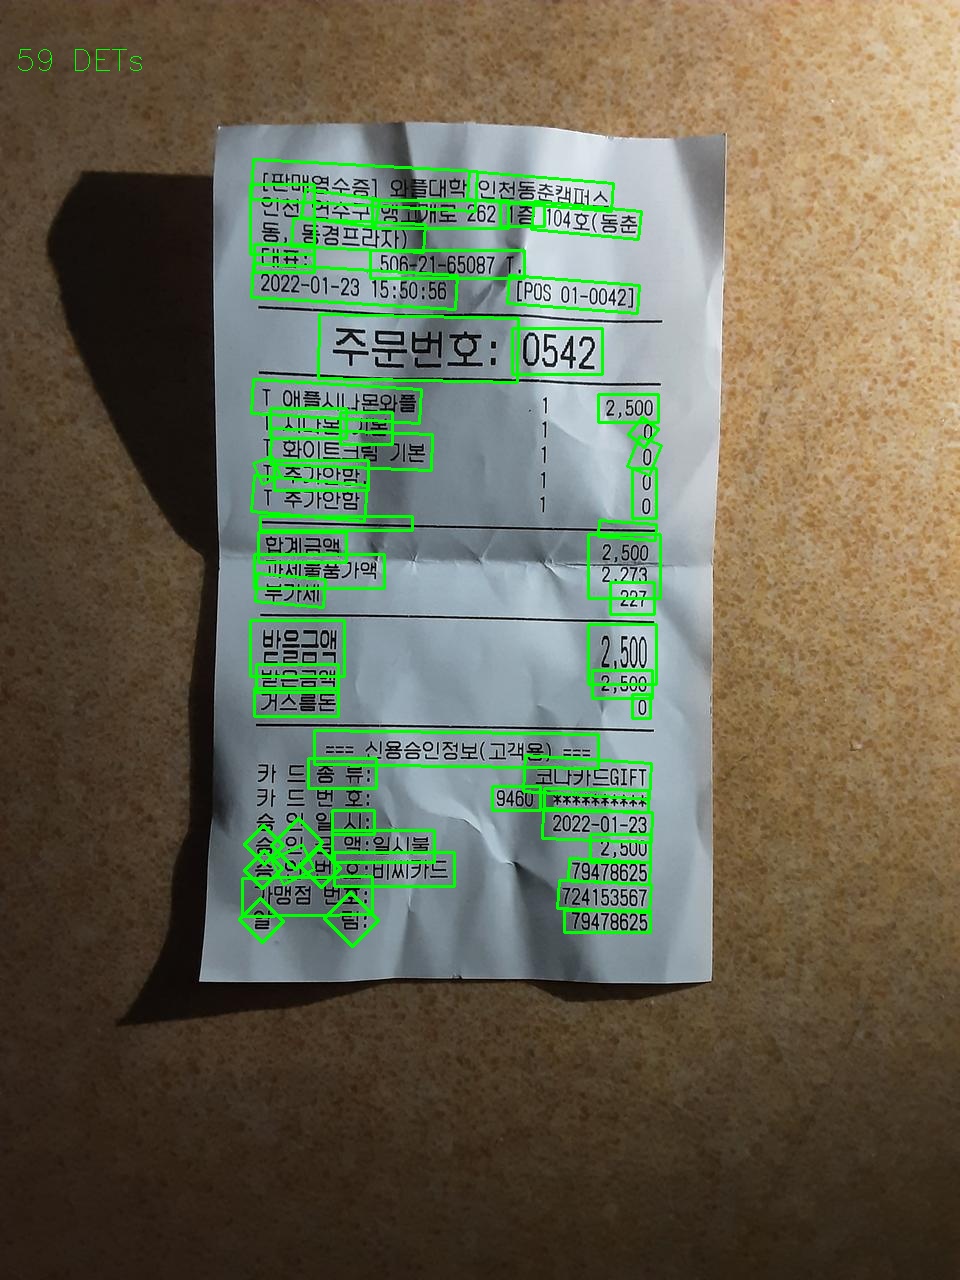 59 DETs
[판매영수증] 와플대학 인천동춘캠퍼스
인천 연수구 앵고개로 262 1층 104호(동춘
동, 동경프라자)
대표: 506-21-65087 T.
2022-01-23 15:50:56 [POS 01-0042]
주문번호: 0542
T 애플시나몬와플 1 2,500
T 시나몬 기본 1 0
T 화이트크림 기본 1 0
T 추가안함 1 0
T 추가안함 1 0
합계금액 2,500
과세물품가액 2,273
부가세 227
받을금액 2,500
받은금액 2,500
거스름돈 0
=== 신용승인정보(고객용) ===
카 드 종 류: 코나카드GIFT
카 드 번 호: 9460 **********
승 인 일 시: 2022-01-23
승 인 금 액:일시불 2,500
승 인 번 호:비씨카드 79478625
가맹점 번호: 724153567
알 림: 79478625